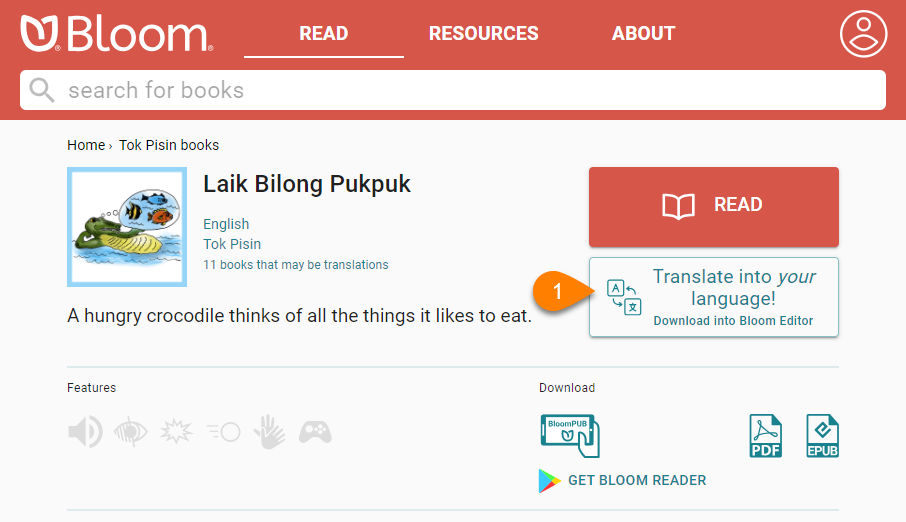 Bloom
READ RESOURCES ABOUT
search for books
Home › Tok Pisin books
Laik Bilong Pukpuk
English
Tok Pisin
11 books that may be translations
A hungry crocodile thinks of all the things it likes to eat.
READ
1
A
文
Translate into your
language!
Download into Bloom Editor
Features
Download
BloomPUB
PDF
EPUB
GET BLOOM READER